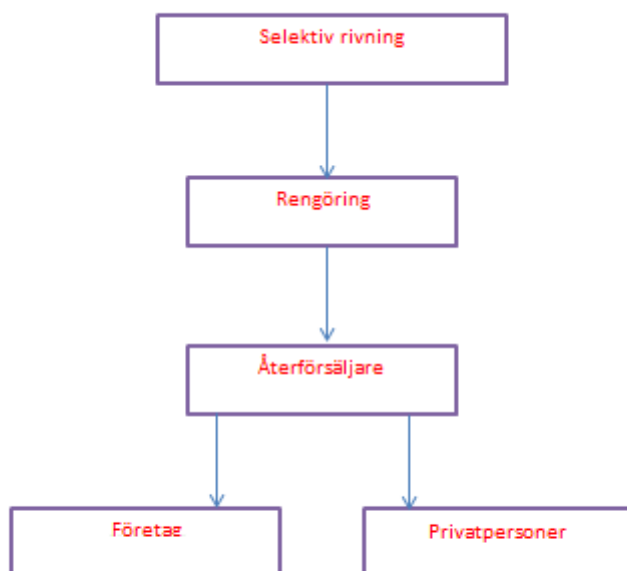 Selektiv rivning
Rengöring
Återförsäljare
Företag
Privatpersoner